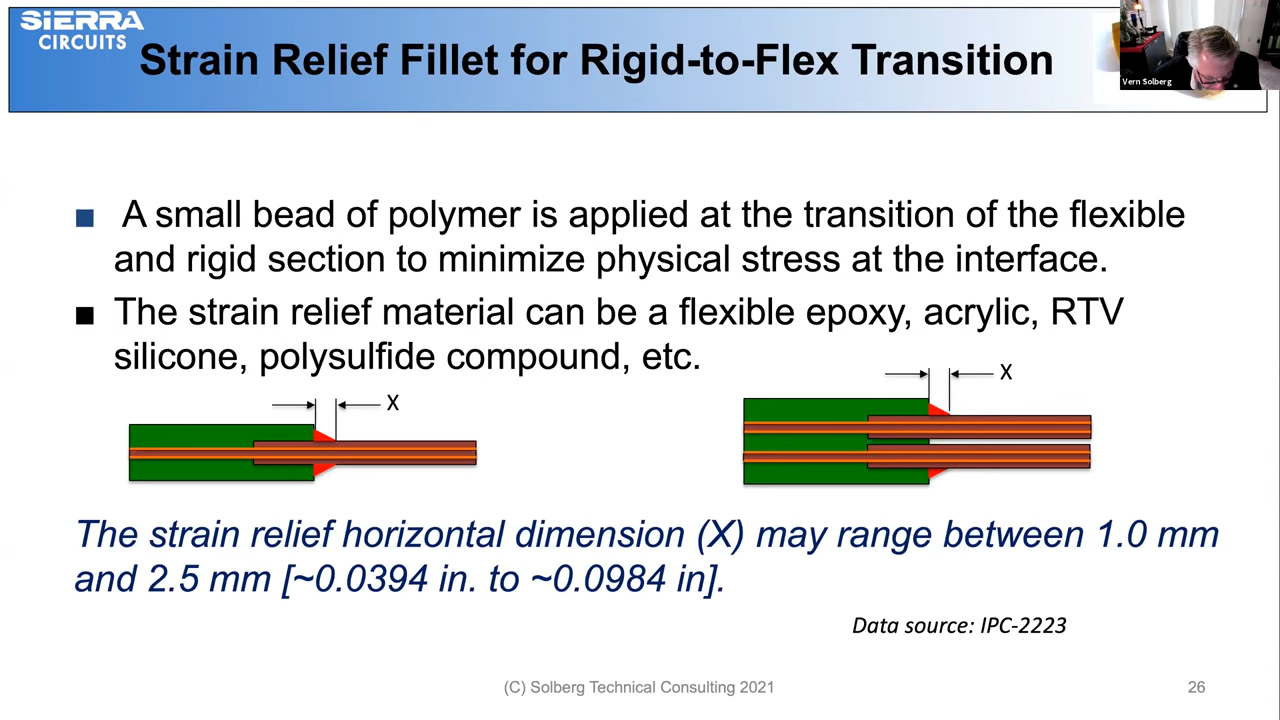 SiERRA
CIRCUITS
Strain Relief Fillet for Rigid-to-Flex Transition
Vern Solberg
■ A small bead of polymer is applied at the transition of the flexible
and rigid section to minimize physical stress at the interface.
■ The strain relief material can be a flexible epoxy, acrylic, RTV
silicone, polysulfide compound, etc.
X
X
The strain relief horizontal dimension (X) may range between 1.0 mm
and 2.5 mm [~0.0394 in. to ~0.0984 in].
Data source: IPC-2223
(C) Solberg Technical Consulting 2021
26